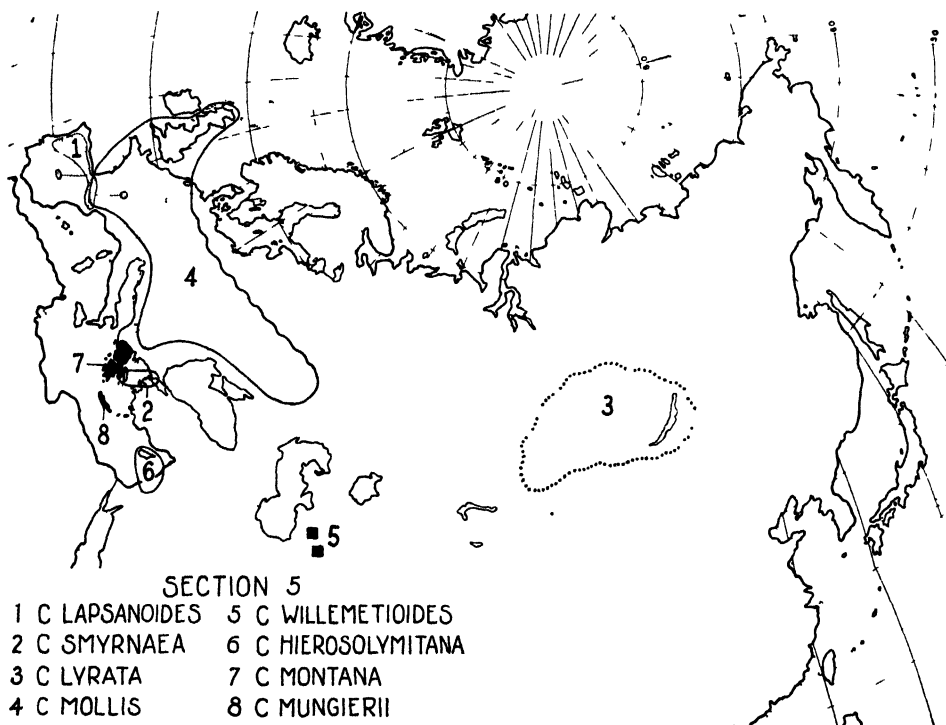 1
4
7
2
8
3
6
5
SECTION 5
1 C LAPSANOIDES 5 C WILLEMETIOIDES
2 C SMYRNAEA 6 C HIEROSOLYMITANA
3 C LYRATA 7 C MONTANA
4 C MOLLIS 8 C MUNGIERII